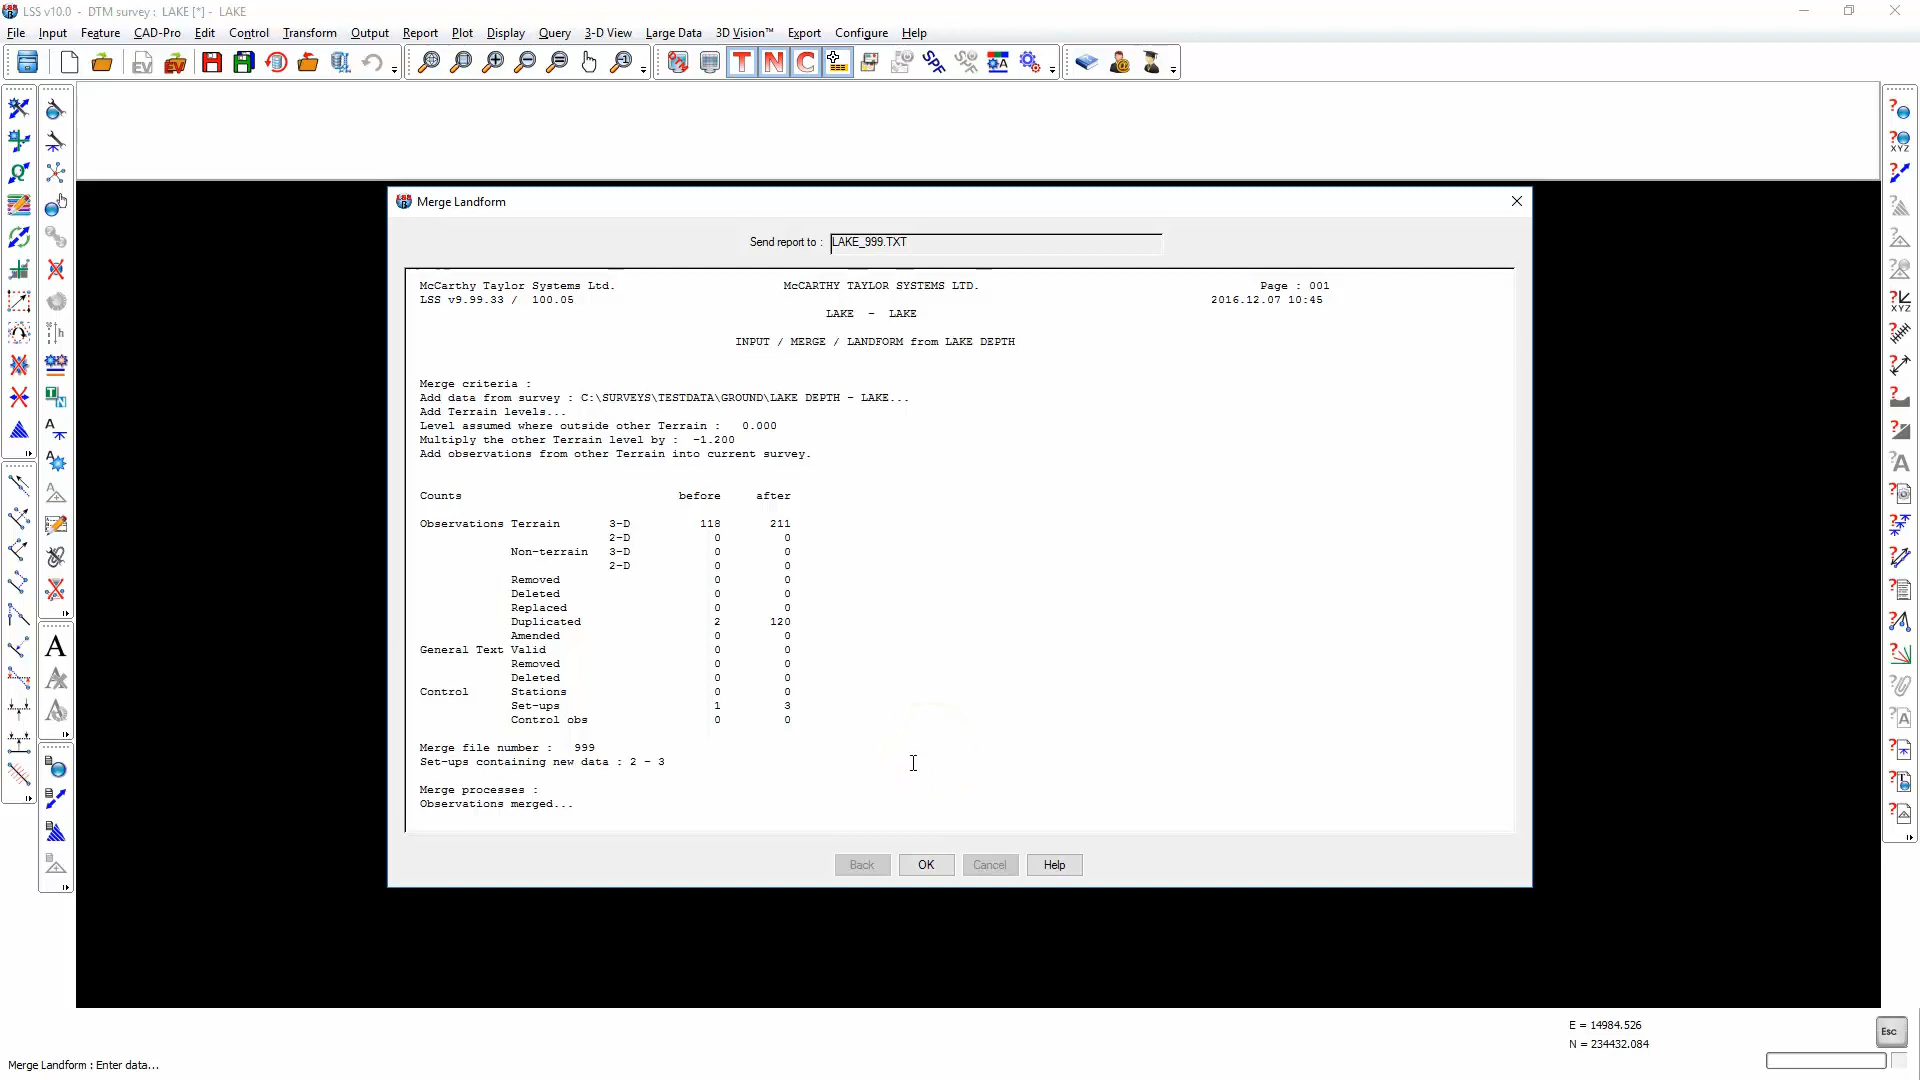 LSS v10.0 - DTM survey : LAKE [*] - LAKE
File Input Feature CAD-Pro Edit Control Transform Output Report Plot Display Query 3-D View Large Data 3D Vision™ Export Configure Help
Merge Landform
Send report to : LAKE_999.TXT
McCarthy Taylor Systems Ltd. McCARTHY TAYLOR SYSTEMS LTD. Page : 001
LSS v9.99.33 / 100.05 2016.12.07 10:45
LAKE - LAKE
INPUT / MERGE / LANDFORM from LAKE DEPTH
Merge criteria :
Add data from survey : C:\SURVEYS\TESTDATA\GROUND\LAKE DEPTH - LAKE...
Add Terrain levels...
Level assumed where outside other Terrain : 0.000
Multiply the other Terrain level by : -1.200
Add observations from other Terrain into current survey.
Counts before after
Observations Terrain 3-D 118 211
2-D 0 0
Non-terrain 3-D 0 0
2-D 0 0
Removed 0 0
Deleted 0 0
Replaced 0 0
Duplicated 2 120
Amended 0 0
General Text Valid 0 0
Removed 0 0
Deleted 0 0
Control Stations 0 0
Set-ups 1 3
Control obs 0 0
Merge file number : 999
Set-ups containing new data : 2 - 3
Merge processes :
Observations merged...
Back OK Cancel Help
E = 14984.526
N = 234432.084
Esc
Merge Landform : Enter data...